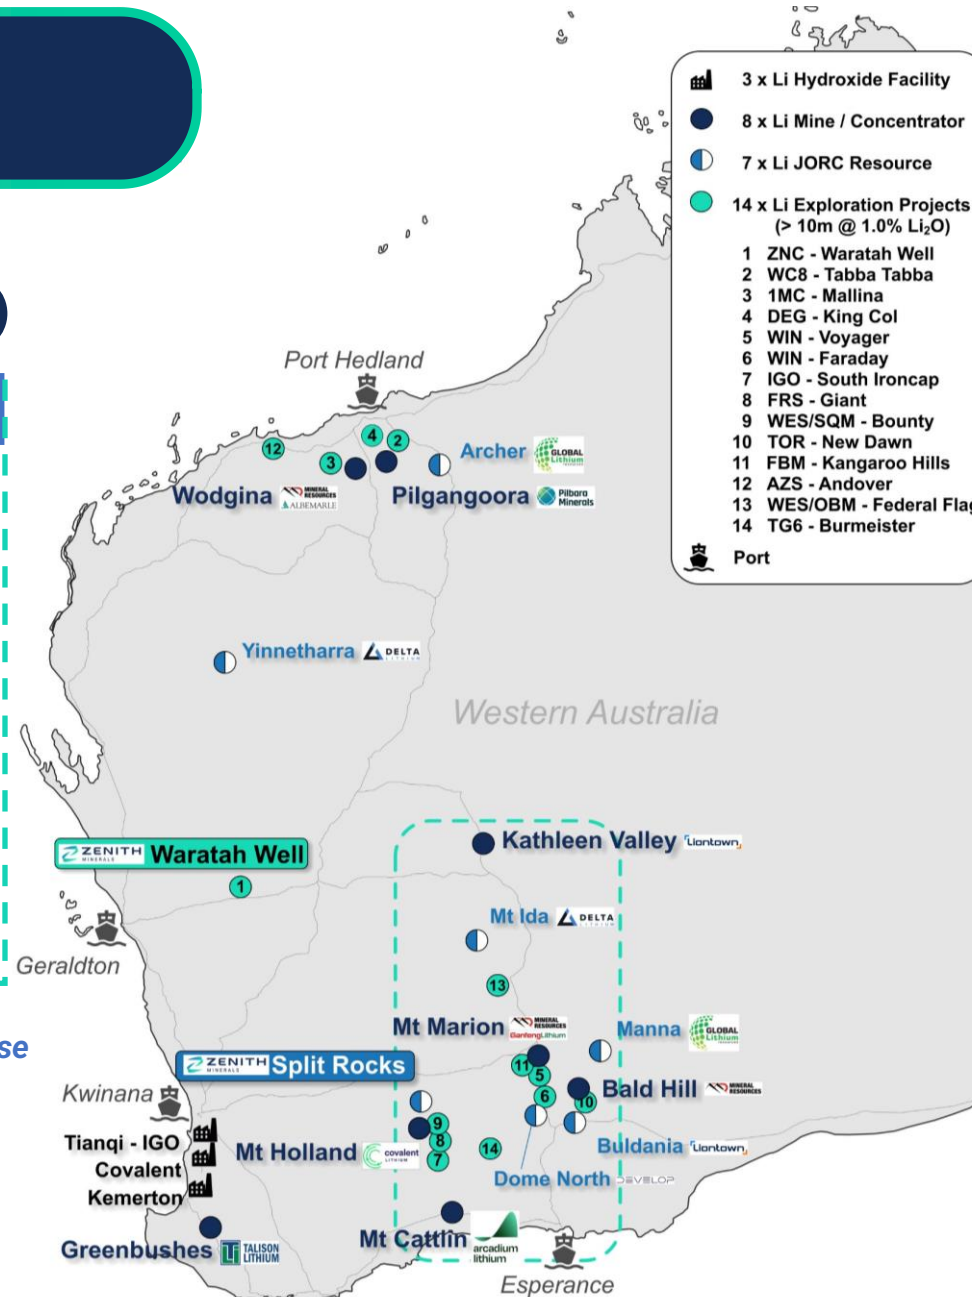 3 x Li Hydroxide Facility
8 x Li Mine / Concentrator
7 x Li JORC Resource
14 x Li Exploration Projects
(> 10m @ 1.0% Li₂O)
1 ZNC - Waratah Well
2 WC8 - Tabba Tabba
3 1MC - Mallina
4 DEG - King Col
5 WIN - Voyager
6 WIN - Faraday
7 IGO - South Ironcap
8 FRS - Giant
9 WES/SQM - Bounty
10 TOR - New Dawn
11 FBM - Kangaroo Hills
12 AZS - Andover
13 WES/OBM - Federal Flag
14 TG6 - Burmeister
Port
Port Hedland
4
2
12
3
Archer
GLOBAL
Lithium
Wodgina
MINERAL
RESOURCES
ALBEMARLE
Pilgangoora
Pilbara
Minerals
Yinnetharra
DELTA
LITHIUM
Western Australia
ZENITH
MINERALS
Waratah Well
1
Kathleen Valley
Liontown
Mt Ida
DELTA
LITHIUM
Geraldton
13
Mt Marion
MINERAL
RESOURCES
GanfengLithium
Manna
GLOBAL
Lithium
se
ZENITH
MINERALS
Split Rocks
11
5
6
10
Bald Hill
MINERAL
RESOURCES
Kwinana
9
8
7
14
Tianqi - IGO
Covalent
Kemerton
Mt Holland
covalent
LITHIUM
Buldania
Liontown
Dome North
DEVELOP
Greenbushes
TALISON
LITHIUM
Mt Cattlin
arcadium
lithium
Esperance